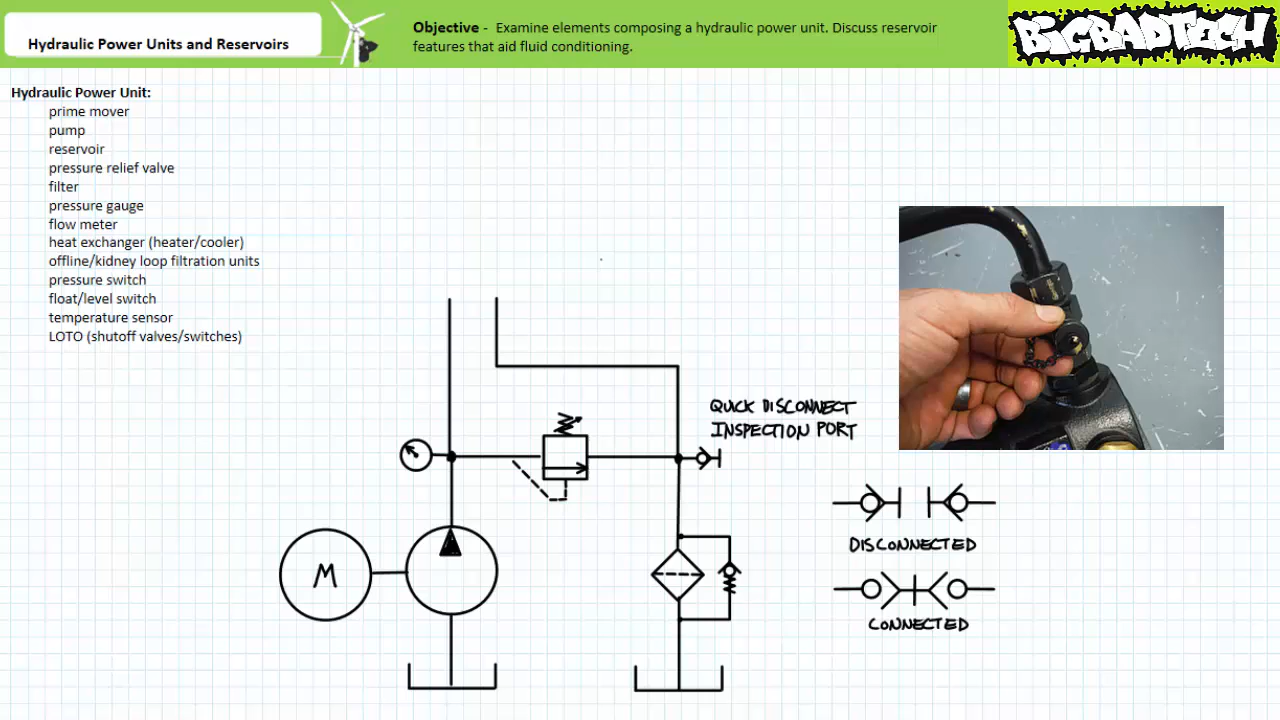 Hydraulic Power Units and Reservoirs
Objective - Examine elements composing a hydraulic power unit. Discuss reservoir
features that aid fluid conditioning.
BIGBADTECH
Hydraulic Power Unit:
prime mover
pump
reservoir
pressure relief valve
filter
pressure gauge
flow meter
heat exchanger (heater/cooler)
offline/kidney loop filtration units
pressure switch
float/level switch
temperature sensor
LOTO (shutoff valves/switches)
QUICK DISCONNECT
INSPECTION PORT
M
DISCONNECTED
CONNECTED